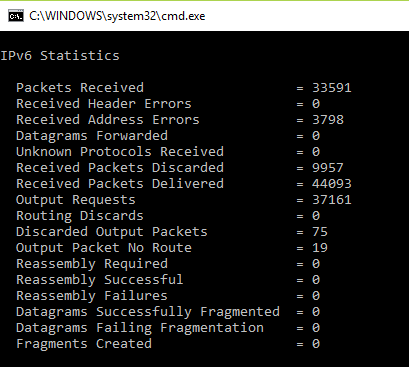 C:\WINDOWS\system32\cmd.exe
IPv6 Statistics
Packets Received = 33591
Received Header Errors = 0
Received Address Errors = 3798
Datagrams Forwarded = 0
Unknown Protocols Received = 0
Received Packets Discarded = 9957
Received Packets Delivered = 44093
Output Requests = 37161
Routing Discards = 0
Discarded Output Packets = 75
Output Packet No Route = 19
Reassembly Required = 0
Reassembly Successful = 0
Reassembly Failures = 0
Datagrams Successfully Fragmented = 0
Datagrams Failing Fragmentation = 0
Fragments Created = 0